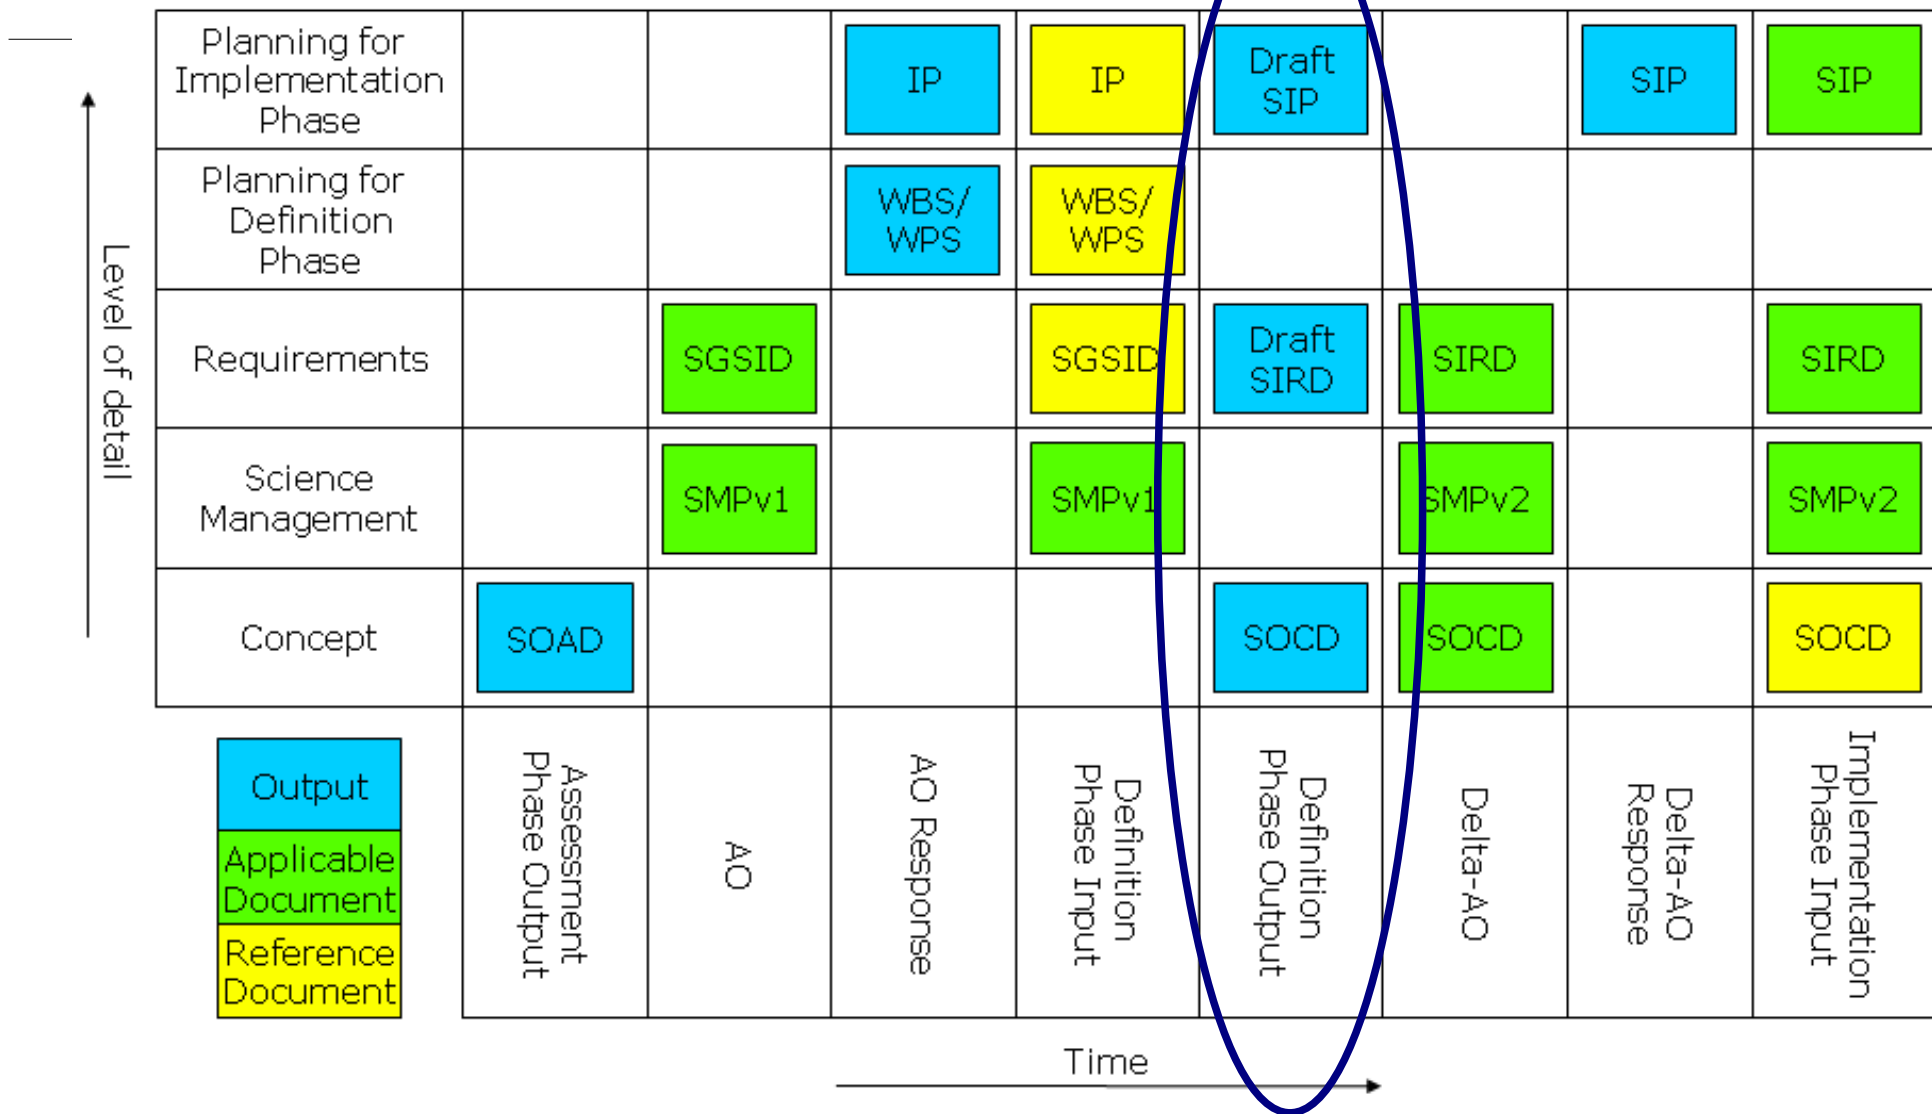 Planning for
Implementation
Phase
IP
IP
Draft
SIP
SIP
SIP
Planning for
Definition
Phase
WBS/
WPS
WBS/
WPS
Requirements
SGSID
SGSID
Draft
SIRD
SIRD
SIRD
Science
Management
SMPv1
SMPv1
SMPv2
SMPv2
Concept
SOAD
SOCD
SOCD
SOCD
Level of detail
Output
Applicable
Document
Reference
Document
Assessment
Phase Output
AO
AO Response
Definition
Phase Input
Definition
Phase Output
Delta-AO
Delta-AO
Response
Implementation
Phase Input
Time